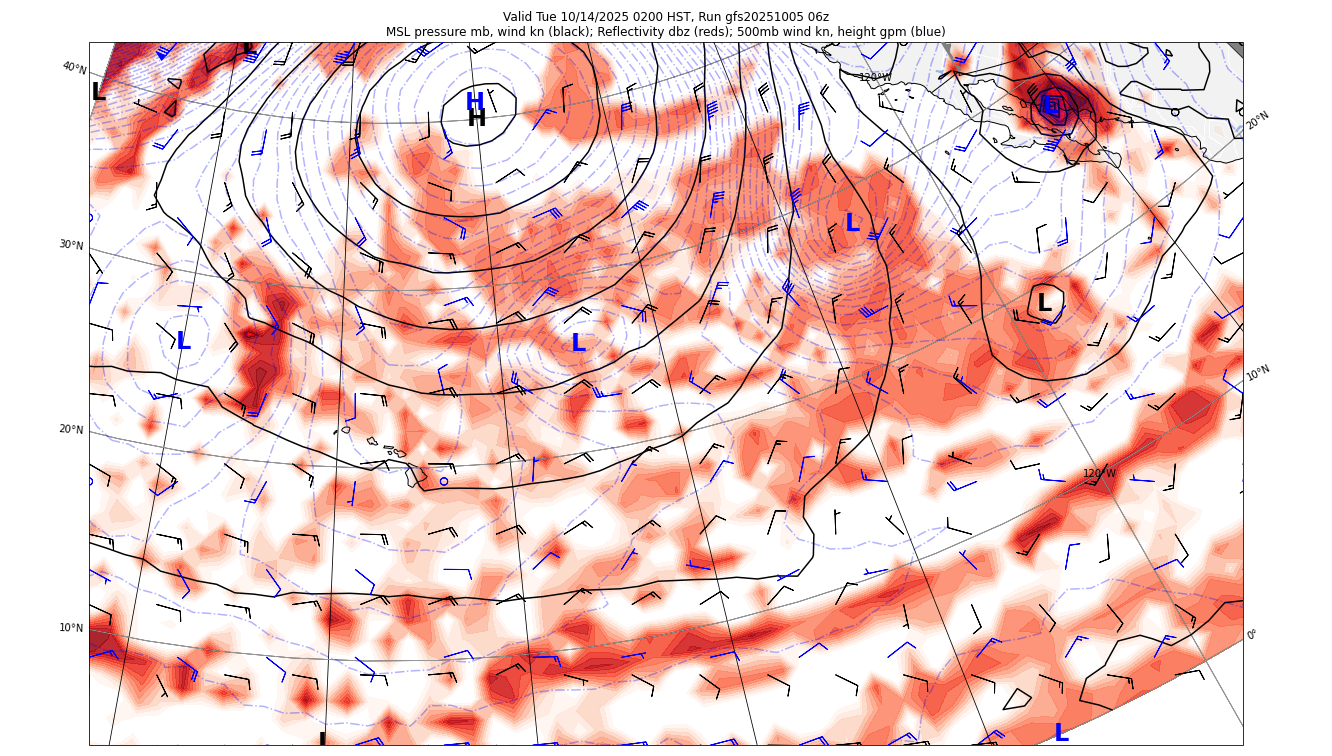 Valid Tue 10/14/2025 0200 HST, Run gfs20251005 06z
MSL pressure mb, wind kn (black); Reflectivity dbz (reds); 500mb wind kn, height gpm (blue)
L
40°N
120°W
L
H
L
H
20°N
L
30°N
L
L
L
10°N
20°N
120°W
10°N
0°
L
L